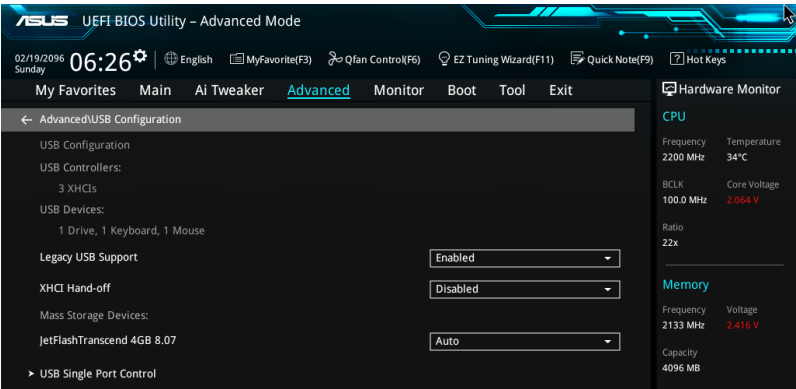 ASUS UEFI BIOS Utility – Advanced Mode
02/19/2096
Sunday
06:26
English
MyFavorite(F3)
Qfan Control(F6)
EZ Tuning Wizard(F11)
Quick Note(F9)
? Hot Keys
My Favorites Main Ai Tweaker Advanced Monitor Boot Tool Exit
Advanced\USB Configuration
USB Configuration
USB Controllers:
3 XHCIs
USB Devices:
1 Drive, 1 Keyboard, 1 Mouse
Legacy USB Support Enabled
XHCI Hand-off Disabled
Mass Storage Devices:
JetFlashTranscend 4GB 8.07 Auto
USB Single Port Control
Hardware Monitor
CPU
Frequency Temperature
2200 MHz 34°C
BCLK Core Voltage
100.0 MHz 2.064 V
Ratio
22x
Memory
Frequency Voltage
2133 MHz 2.416 V
Capacity
4096 MB